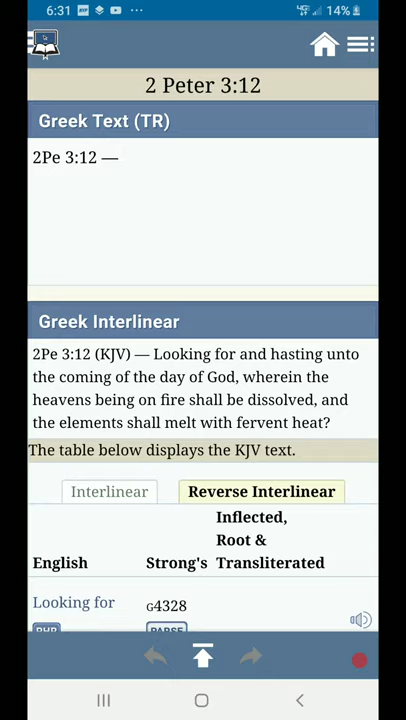 6:31 14%
2 Peter 3:12
Greek Text (TR)
2Pe 3:12 —
Greek Interlinear
2Pe 3:12 (KJV) — Looking for and hasting unto
the coming of the day of God, wherein the
heavens being on fire shall be dissolved, and
the elements shall melt with fervent heat?
The table below displays the KJV text.
Interlinear Reverse Interlinear
English Strong's Inflected,
Root &
Transliterated
Looking for G4328
PHR PARSE